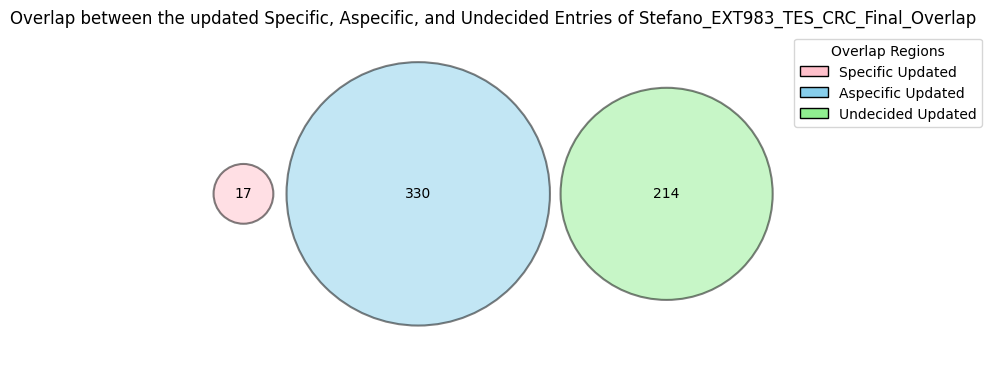 Overlap between the updated Specific, Aspecific, and Undecided Entries of Stefano_EXT983_TES_CRC_Final_Overlap
Overlap Regions
Specific Updated
Aspecific Updated
Undecided Updated
17
330
214